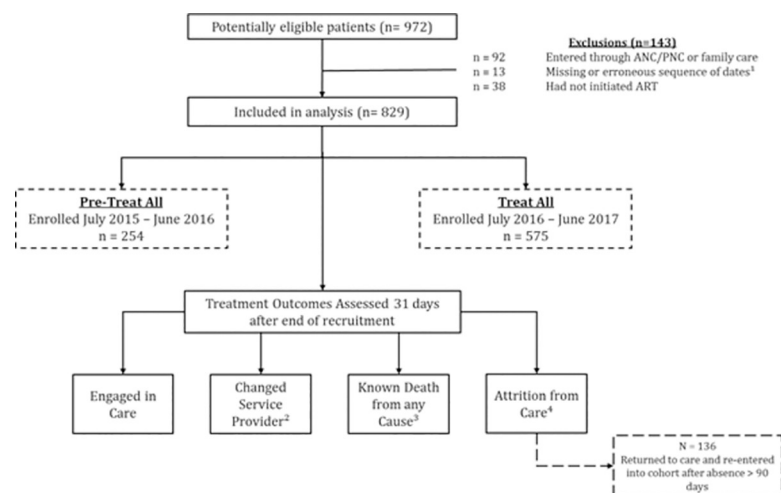 Potentially eligible patients (n= 972)
Exclusions (n=143)
n = 92 Entered through ANC/PNC or family care
n = 13 Missing or erroneous sequence of dates¹
n = 38 Had not initiated ART
Included in analysis (n= 829)
Pre-Treat All
Enrolled July 2015 – June 2016
n = 254
Treat All
Enrolled July 2016 – June 2017
n = 575
Treatment Outcomes Assessed 31 days
after end of recruitment
Engaged in
Care
Changed
Service
Provider²
Known Death
from any
Cause³
Attrition from
Care⁴
N = 136
Returned to care and re-entered
into cohort after absence > 90
days